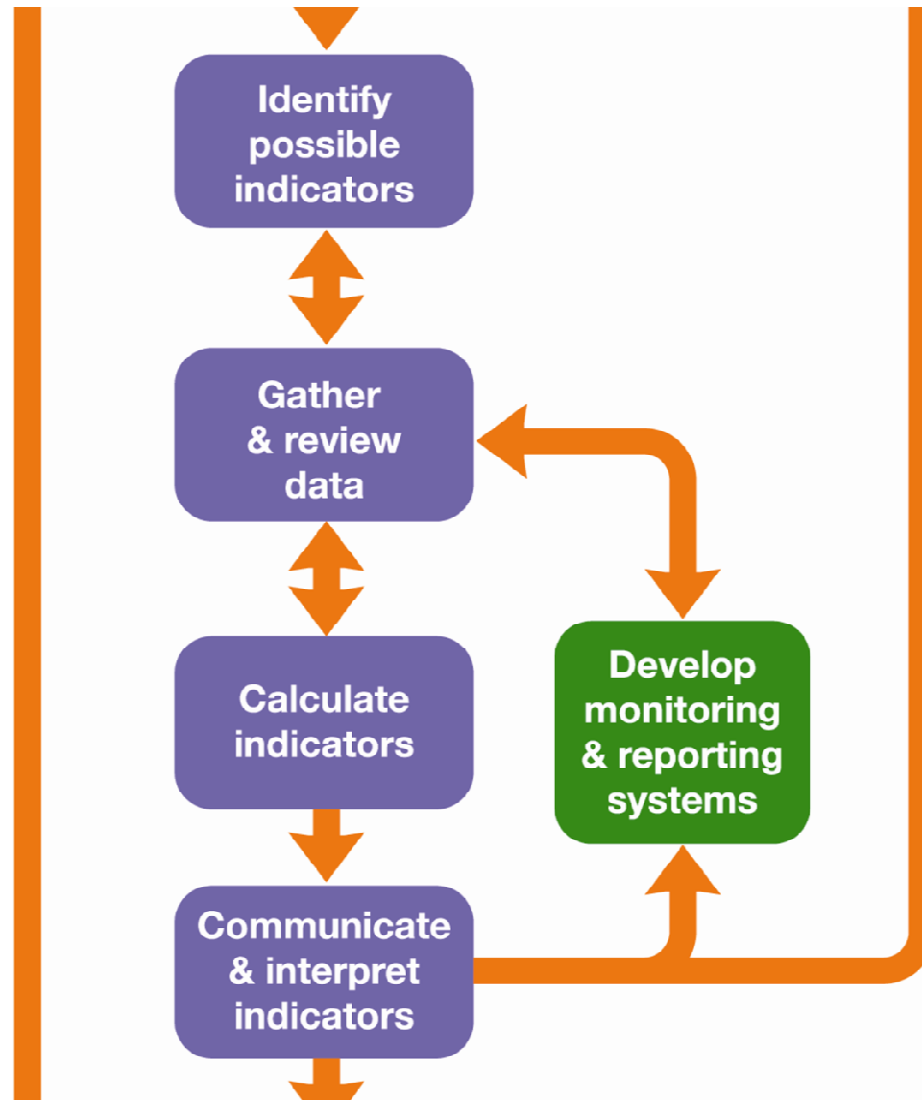 Identify
possible
indicators
Gather
& review
data
Calculate
indicators
Develop
monitoring
& reporting
systems
Communicate
& interpret
indicators